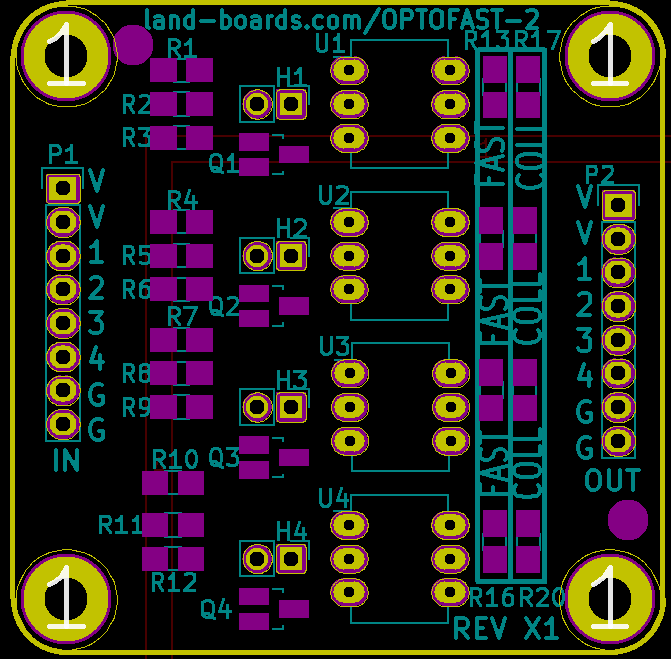 land-boards.com/OPTOFAST-2
1
1
R1
U1
R13
R17
R2
H1
R3
Q1
FAST
COLL
P1
V
V
1
2
3
4
G
G
IN
R4
U2
R5
H2
R6
Q2
FAST
COLL
P2
V
V
1
2
3
4
G
G
OUT
R7
U3
R8
H3
R9
Q3
FAST
COLL
R10
U4
R11
H4
R12
Q4
R16
R20
1
1
REV X1